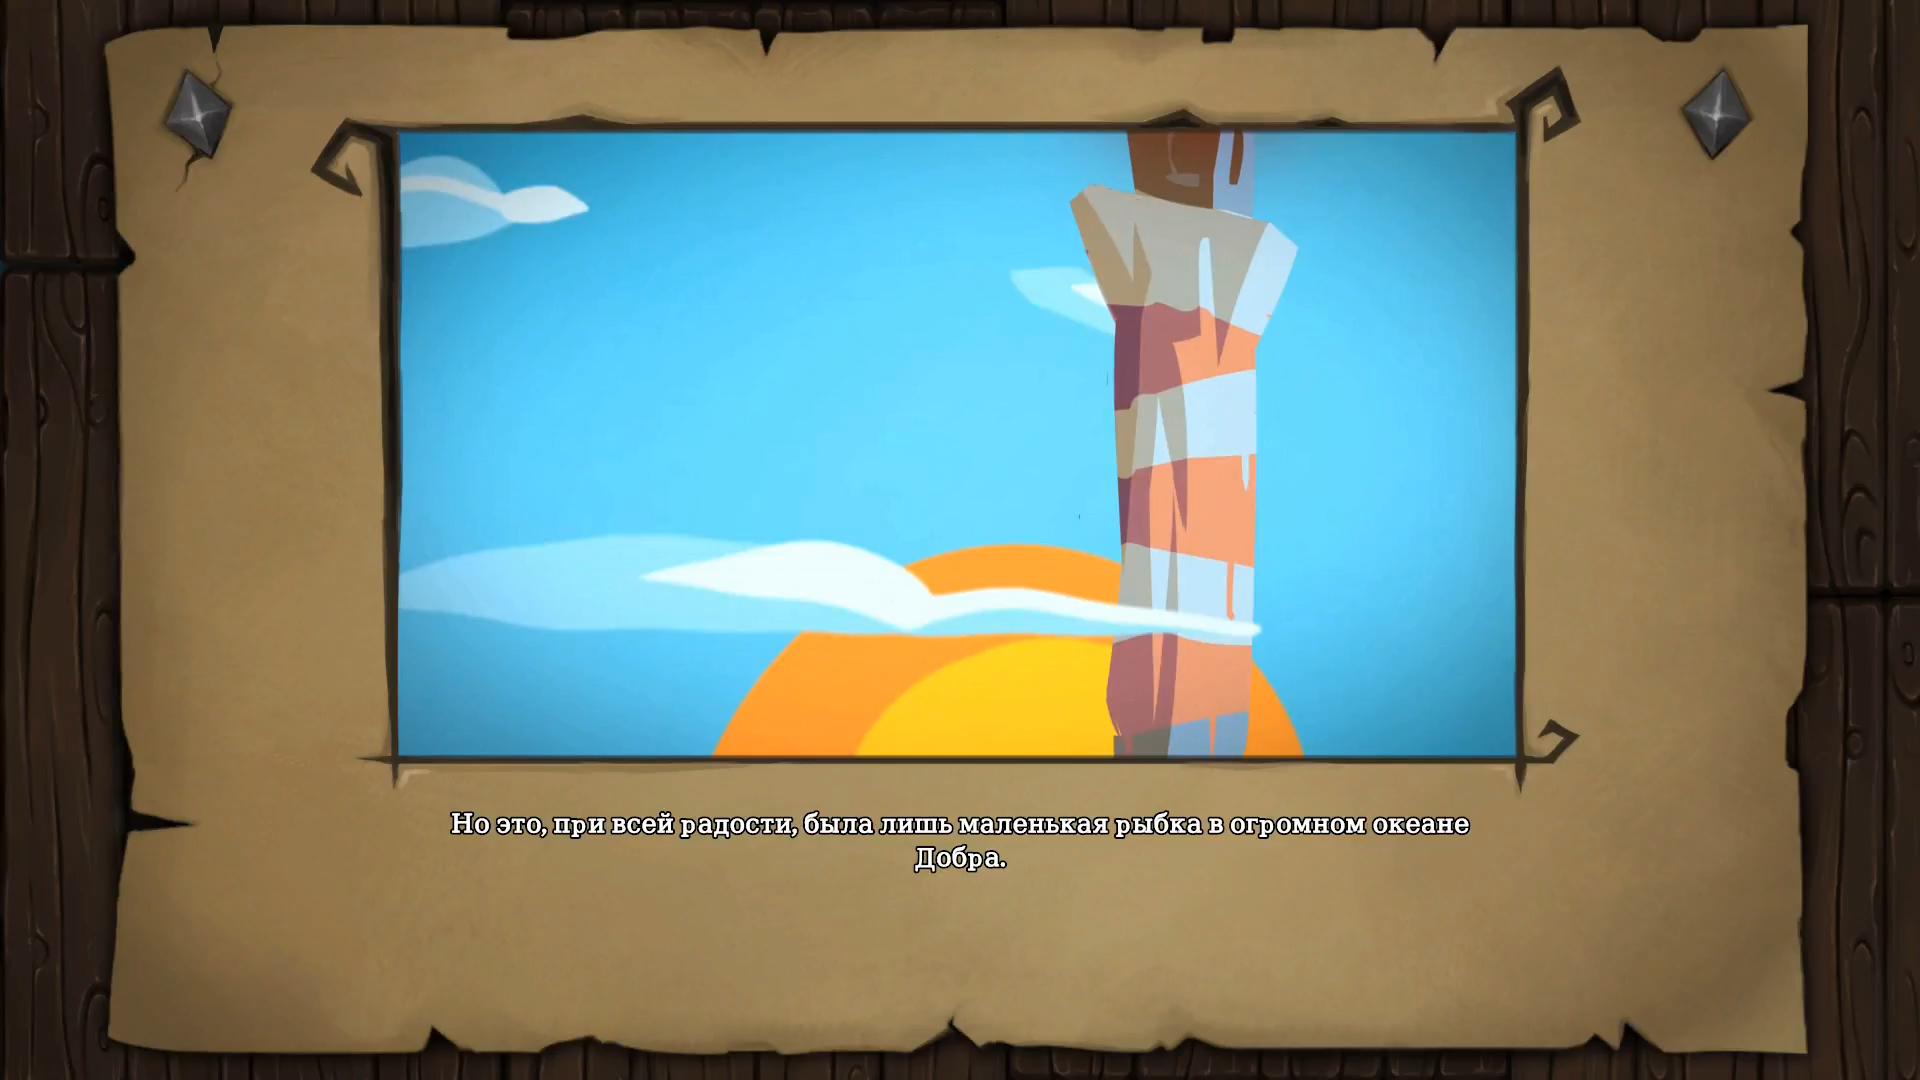 Но это, при всей радости, была лишь маленькая рыбка в огромном океане
Добра.